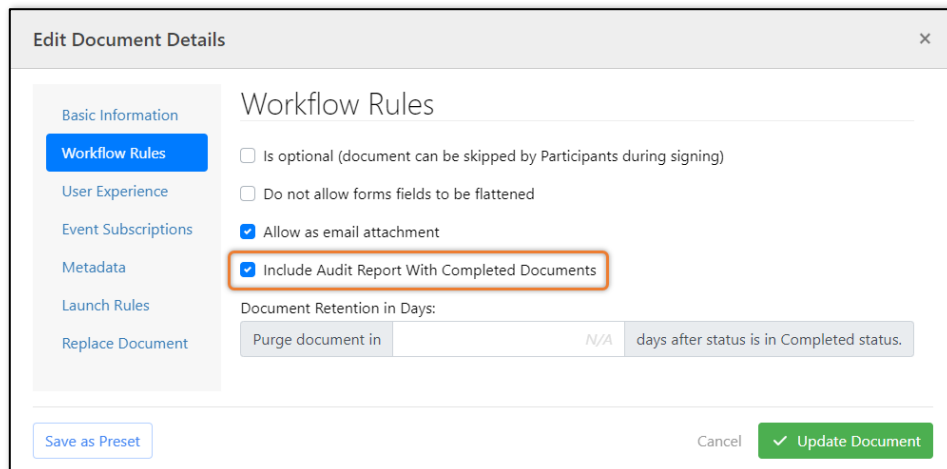 Edit Document Details
×
Basic Information
Workflow Rules
User Experience
Event Subscriptions
Metadata
Launch Rules
Replace Document
Workflow Rules
Is optional (document can be skipped by Participants during signing)
Do not allow forms fields to be flattened
Allow as email attachment
Include Audit Report With Completed Documents
Document Retention in Days:
Purge document in N/A days after status is in Completed status.
Save as Preset
Cancel
Update Document